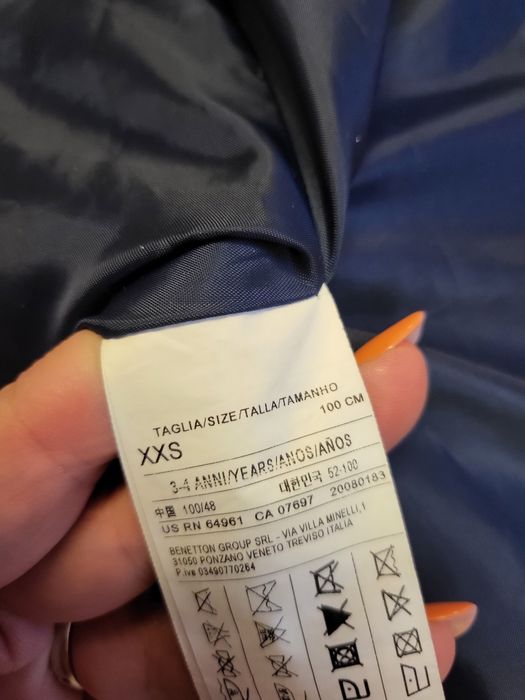 TAGLIA/SIZE/TALLA/TAMANHO
XXS 100 CM
3-4 ANNI/YEARS/ANOS/AÑOS
中国 100/48 대한민국 52-100
US RN 64961 CA 07697 20080183
BENETTON GROUP SRL - VIA VILLA MINELLI,1
31050 PONZANO VENETO TREVISO ITALIA
P.iva 03490770264